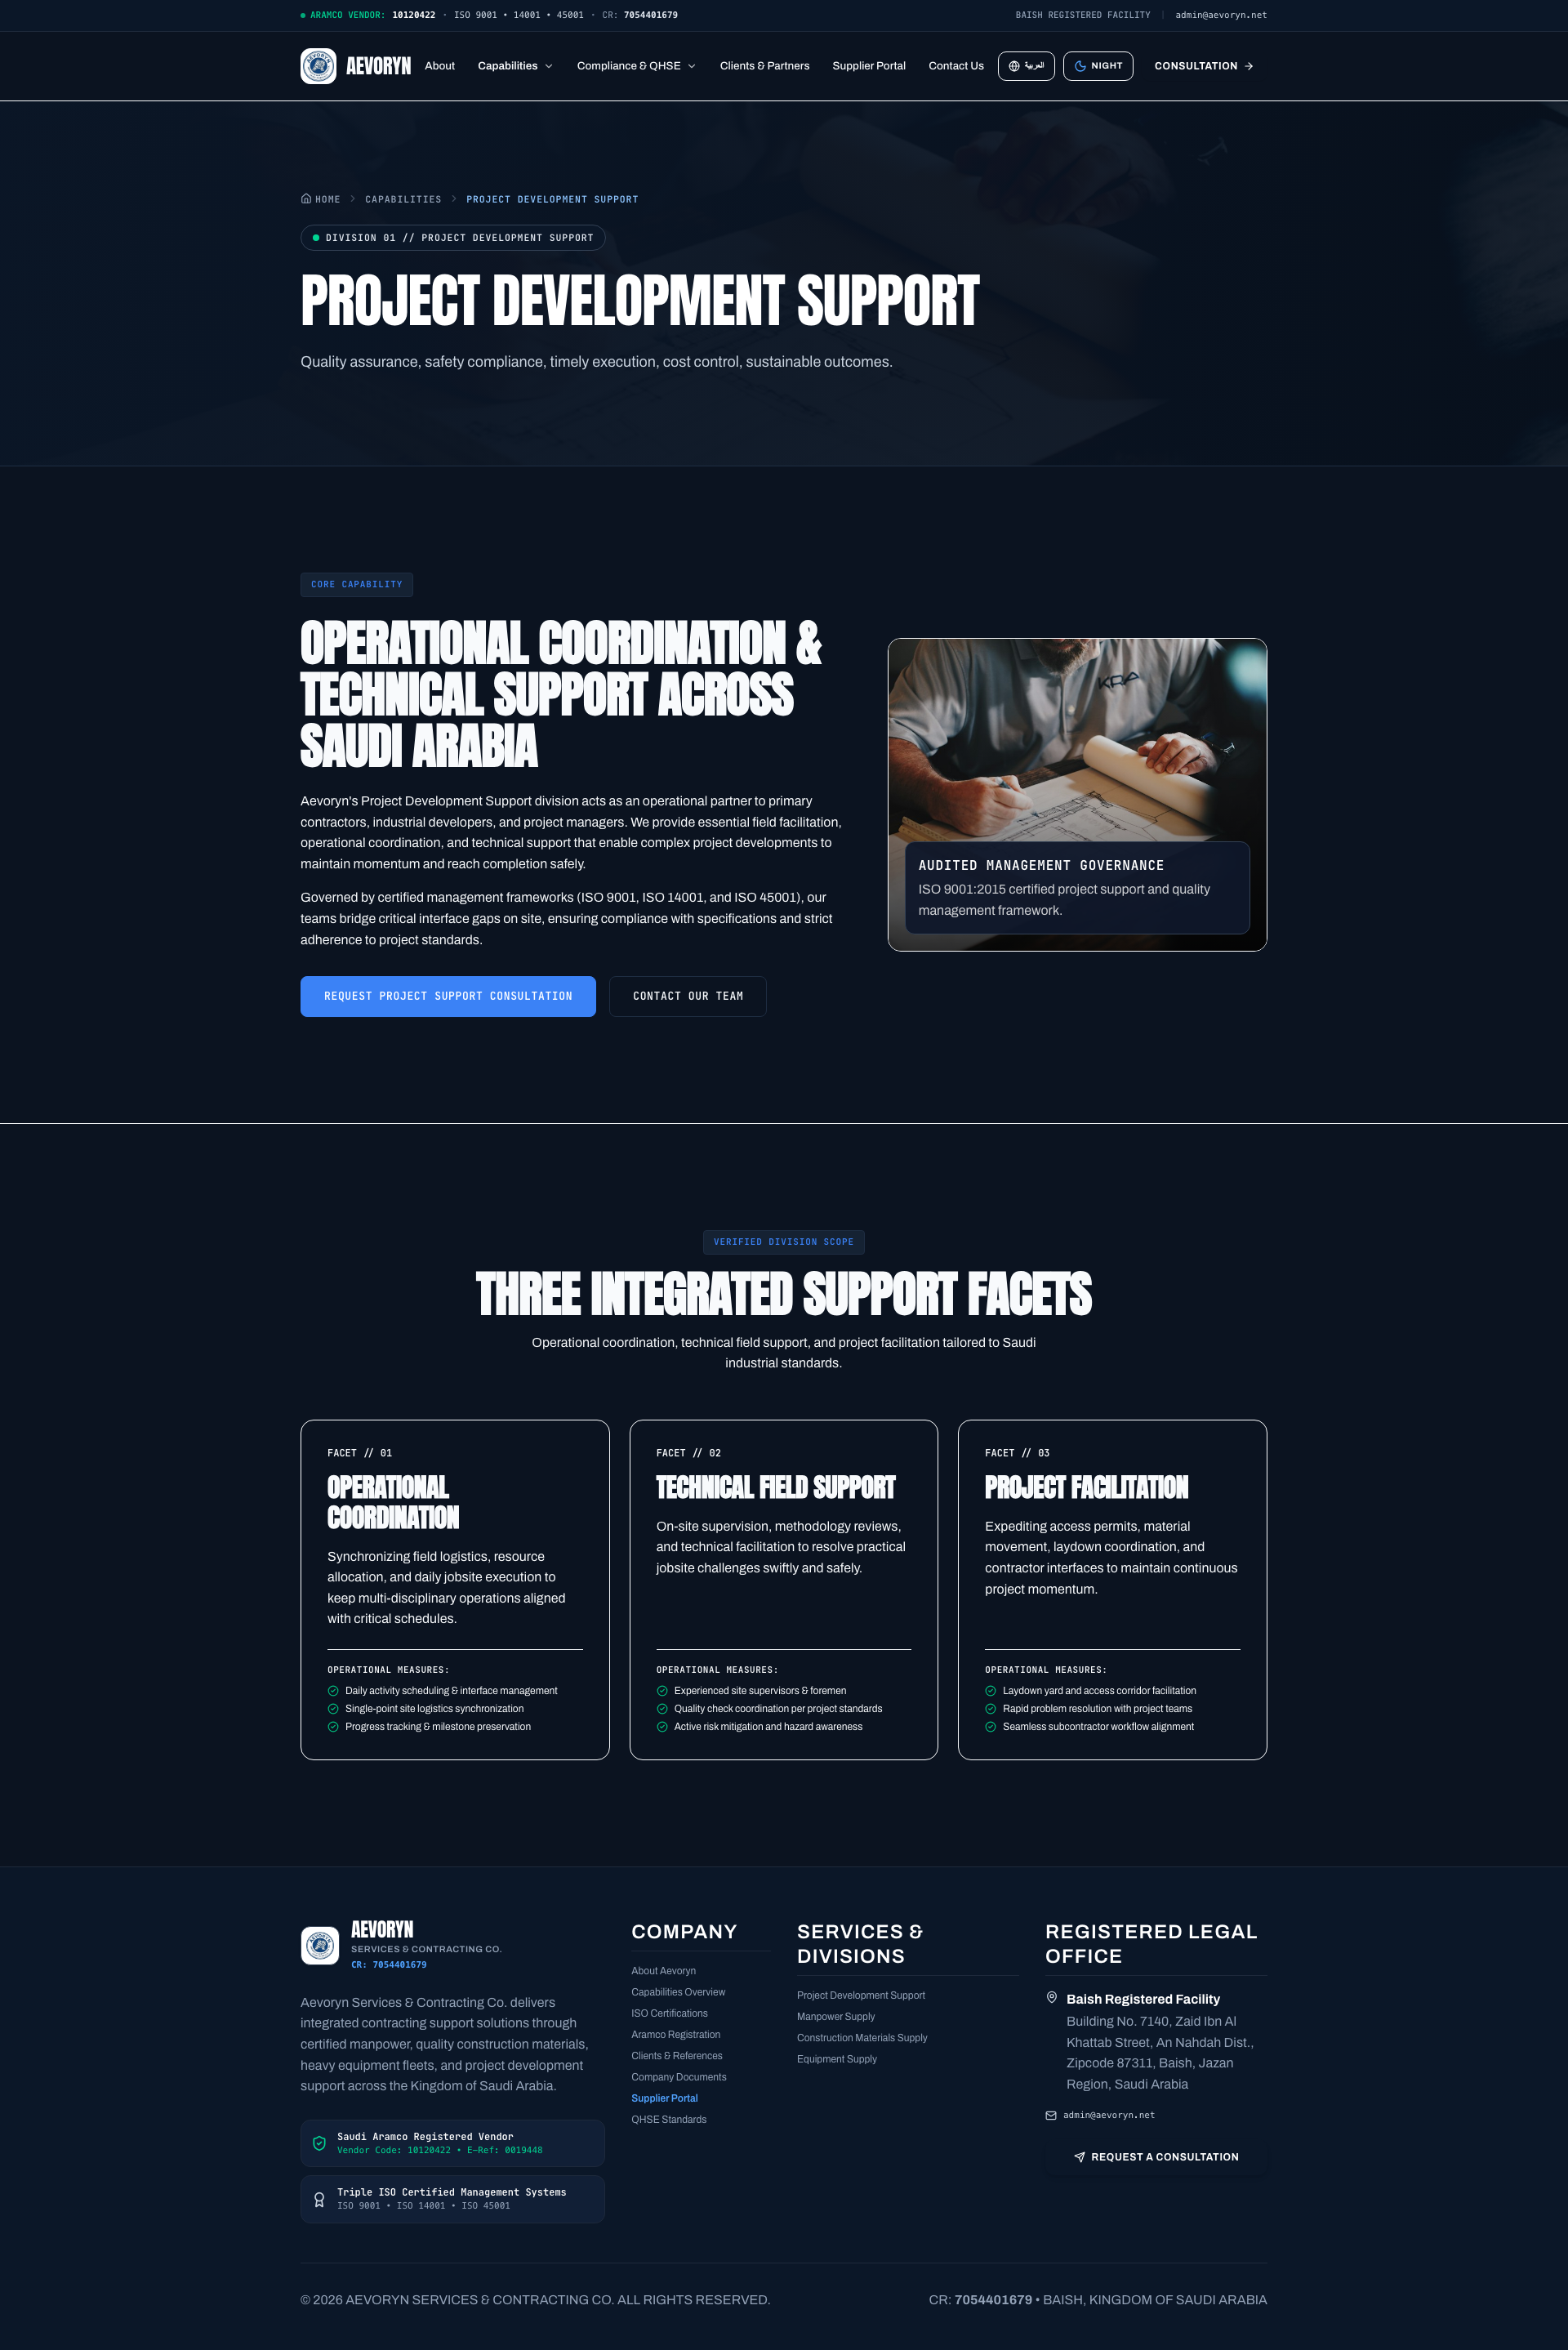 ARAMCO VENDOR: 10120422 · ISO 9001 • 14001 • 45001 · CR: 7054401679
BAISH REGISTERED FACILITY | admin@aevoryn.net
AEVORYN
About
Capabilities
Compliance & QHSE
Clients & Partners
Supplier Portal
Contact Us
العربية
NIGHT
CONSULTATION
HOME > CAPABILITIES > PROJECT DEVELOPMENT SUPPORT
DIVISION 01 // PROJECT DEVELOPMENT SUPPORT
PROJECT DEVELOPMENT SUPPORT
Quality assurance, safety compliance, timely execution, cost control, sustainable outcomes.
CORE CAPABILITY
OPERATIONAL COORDINATION &
TECHNICAL SUPPORT ACROSS
SAUDI ARABIA
Aevoryn's Project Development Support division acts as an operational partner to primary
contractors, industrial developers, and project managers. We provide essential field facilitation,
operational coordination, and technical support that enable complex project developments to
maintain momentum and reach completion safely.
Governed by certified management frameworks (ISO 9001, ISO 14001, and ISO 45001), our
teams bridge critical interface gaps on site, ensuring compliance with specifications and strict
adherence to project standards.
REQUEST PROJECT SUPPORT CONSULTATION
CONTACT OUR TEAM
KRA
AUDITED MANAGEMENT GOVERNANCE
ISO 9001:2015 certified project support and quality
management framework.
VERIFIED DIVISION SCOPE
THREE INTEGRATED SUPPORT FACETS
Operational coordination, technical field support, and project facilitation tailored to Saudi
industrial standards.
FACET // 01
OPERATIONAL
COORDINATION
Synchronizing field logistics, resource
allocation, and daily jobsite execution to
keep multi-disciplinary operations aligned
with critical schedules.
OPERATIONAL MEASURES:
Daily activity scheduling & interface management
Single-point site logistics synchronization
Progress tracking & milestone preservation
FACET // 02
TECHNICAL FIELD SUPPORT
On-site supervision, methodology reviews,
and technical facilitation to resolve practical
jobsite challenges swiftly and safely.
OPERATIONAL MEASURES:
Experienced site supervisors & foremen
Quality check coordination per project standards
Active risk mitigation and hazard awareness
FACET // 03
PROJECT FACILITATION
Expediting access permits, material
movement, laydown coordination, and
contractor interfaces to maintain continuous
project momentum.
OPERATIONAL MEASURES:
Laydown yard and access corridor facilitation
Rapid problem resolution with project teams
Seamless subcontractor workflow alignment
AEVORYN
SERVICES & CONTRACTING CO.
CR: 7054401679
Aevoryn Services & Contracting Co. delivers
integrated contracting support solutions through
certified manpower, quality construction materials,
heavy equipment fleets, and project development
support across the Kingdom of Saudi Arabia.
Saudi Aramco Registered Vendor
Vendor Code: 10120422 • E-Ref: 0019448
Triple ISO Certified Management Systems
ISO 9001 • ISO 14001 • ISO 45001
COMPANY
About Aevoryn
Capabilities Overview
ISO Certifications
Aramco Registration
Clients & References
Company Documents
Supplier Portal
QHSE Standards
SERVICES &
DIVISIONS
Project Development Support
Manpower Supply
Construction Materials Supply
Equipment Supply
REGISTERED LEGAL
OFFICE
Baish Registered Facility
Building No. 7140, Zaid Ibn Al
Khattab Street, An Nahdah Dist.,
Zipcode 87311, Baish, Jazan
Region, Saudi Arabia
admin@aevoryn.net
REQUEST A CONSULTATION
© 2026 AEVORYN SERVICES & CONTRACTING CO. ALL RIGHTS RESERVED.
CR: 7054401679 • BAISH, KINGDOM OF SAUDI ARABIA